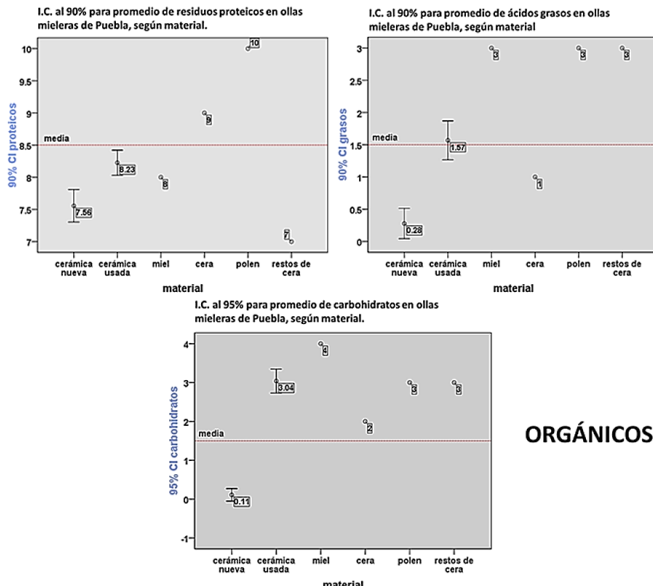 I.C. al 90% para promedio de residuos proteicos en ollas
mieleras de Puebla, según material.
90% CI proteicos
10
9.5
9
8.5
8
7.5
7
media
7.56
8.23
8
9
10
7
cerámica nueva
cerámica usada
miel
cera
polen
restos de cera
material
I.C. al 90% para promedio de ácidos grasos en ollas
mieleras de Puebla, según material
90% CI grasos
3
2.5
2
1.5
1
0.5
0
media
0.28
1.57
3
1
3
3
cerámica nueva
cerámica usada
miel
cera
polen
restos de cera
material
I.C. al 95% para promedio de carbohidratos en ollas
mieleras de Puebla, según material.
95% CI carbohidratos
4
3
2
1
0
-1
media
0.11
3.04
4
2
3
3
cerámica nueva
cerámica usada
miel
cera
polen
restos de cera
material
ORGÁNICOS